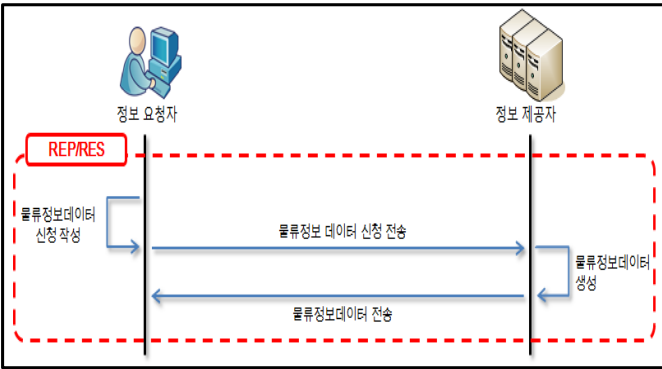 정보 요청자
정보 제공자
REP/RES
물류정보데이터
신청 작성
물류정보 데이터 신청 전송
물류정보데이터
생성
물류정보데이터 전송